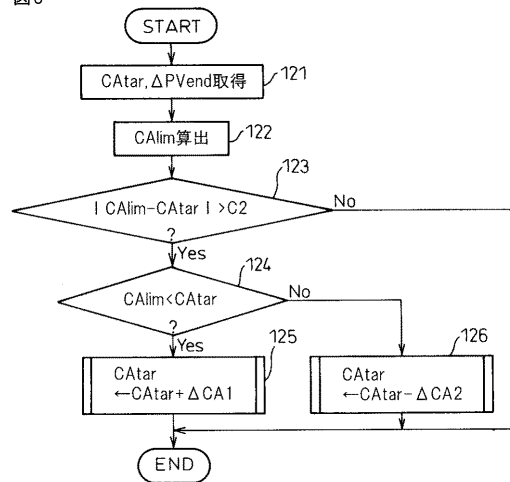 START
CAtar,ΔPVend取得
121
CAlim算出
122
123
| CAlim-CAtar | >C2
?
No
Yes
124
CAlim<CAtar
?
No
Yes
125
CAtar
←CAtar+ΔCA1
126
CAtar
←CAtar-ΔCA2
END